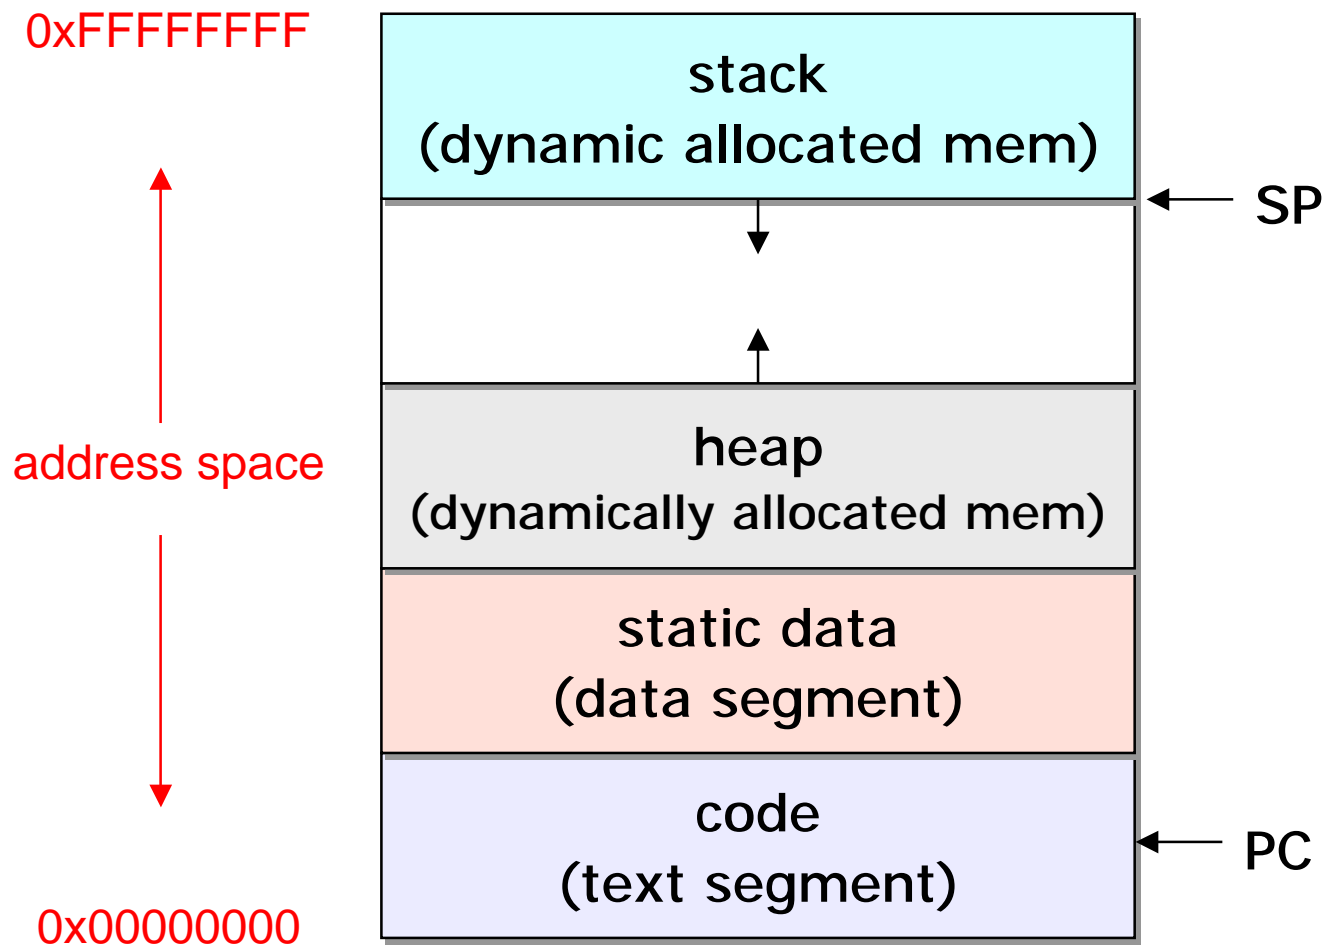 0xFFFFFFFF
stack
(dynamic allocated mem)
SP
heap
address space
(dynamically allocated mem)
static data
(data segment)
code
PC
(text segment)
0x00000000